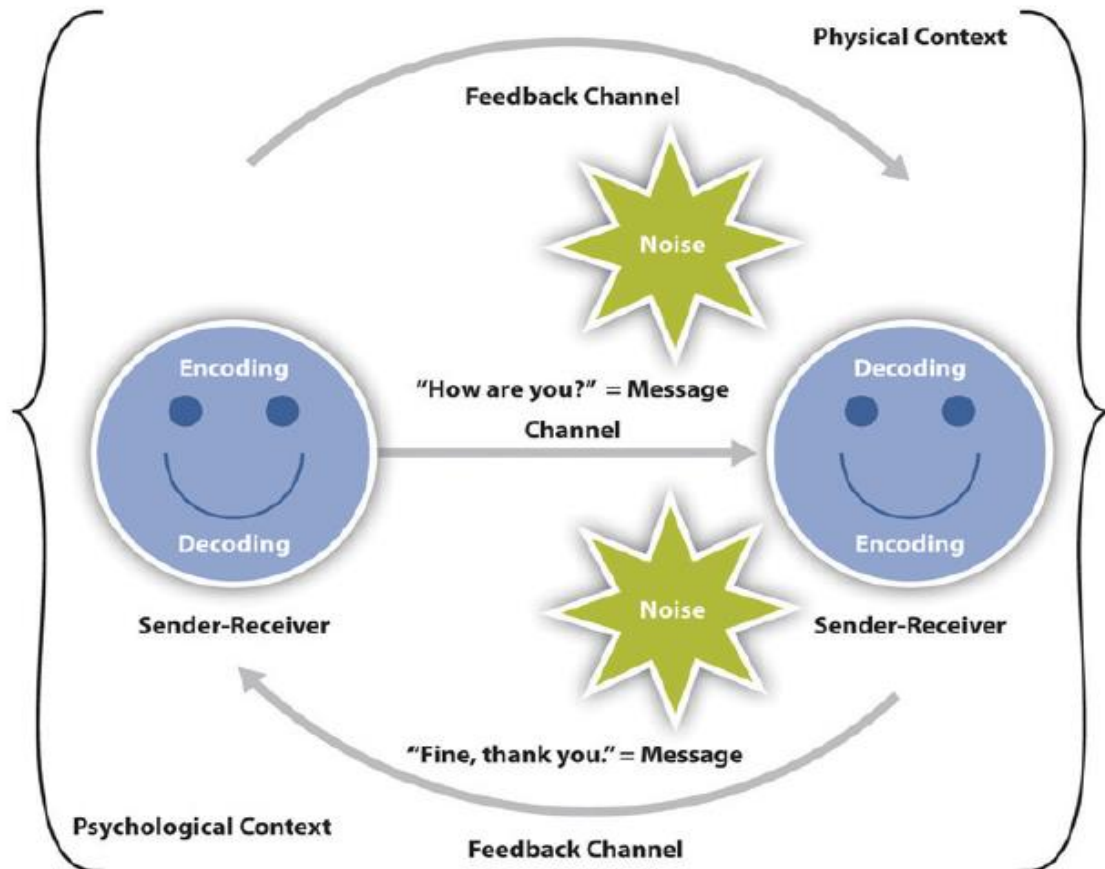 Physical Context
Feedback Channel
Noise
Encoding
Decoding
"How are you?" = Message
Channel
Decoding
Encoding
Noise
Sender-Receiver
Sender-Receiver
"Fine, thank you." = Message
Psychological Context
Feedback Channel